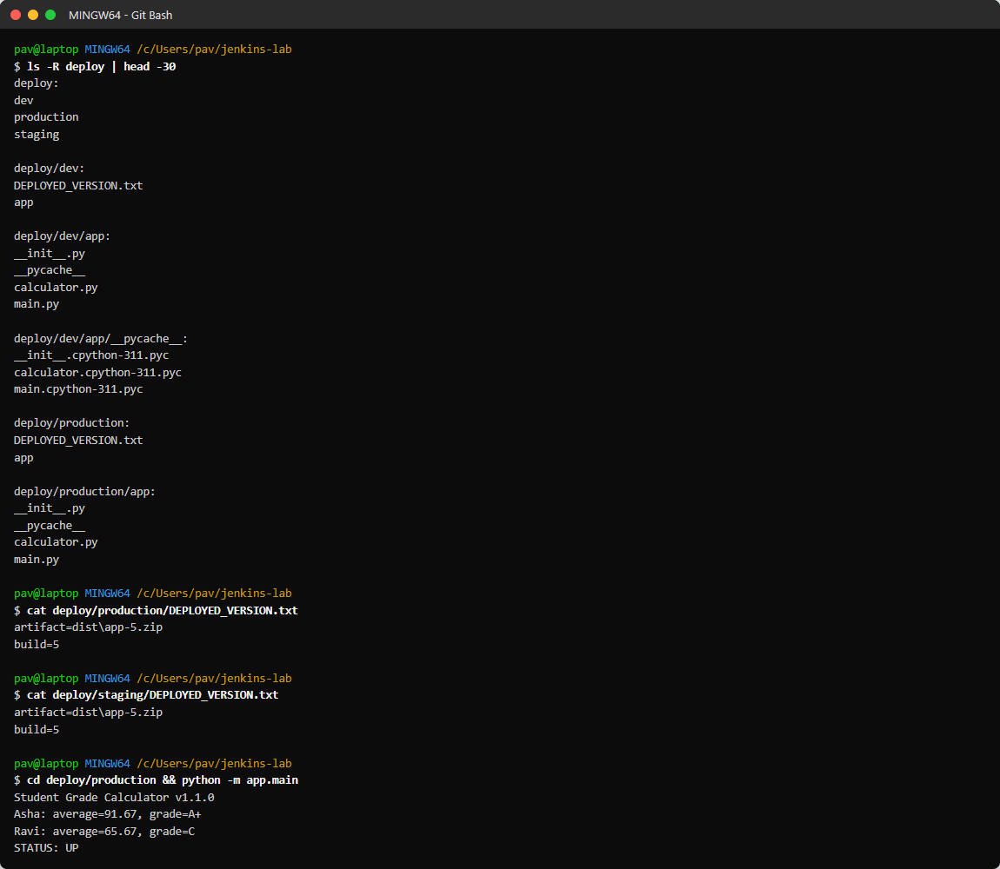 MINGW64 - Git Bash
pav@laptop MINGW64 /c/Users/pav/jenkins-lab
$ ls -R deploy | head -30
deploy:
dev
production
staging

deploy/dev:
DEPLOYED_VERSION.txt
app

deploy/dev/app:
__init__.py
__pycache__
calculator.py
main.py

deploy/dev/app/__pycache__:
__init__.cpython-311.pyc
calculator.cpython-311.pyc
main.cpython-311.pyc

deploy/production:
DEPLOYED_VERSION.txt
app

deploy/production/app:
__init__.py
__pycache__
calculator.py
main.py

pav@laptop MINGW64 /c/Users/pav/jenkins-lab
$ cat deploy/production/DEPLOYED_VERSION.txt
artifact=dist\app-5.zip
build=5

pav@laptop MINGW64 /c/Users/pav/jenkins-lab
$ cat deploy/staging/DEPLOYED_VERSION.txt
artifact=dist\app-5.zip
build=5

pav@laptop MINGW64 /c/Users/pav/jenkins-lab
$ cd deploy/production && python -m app.main
Student Grade Calculator v1.1.0
Asha: average=91.67, grade=A+
Ravi: average=65.67, grade=C
STATUS: UP